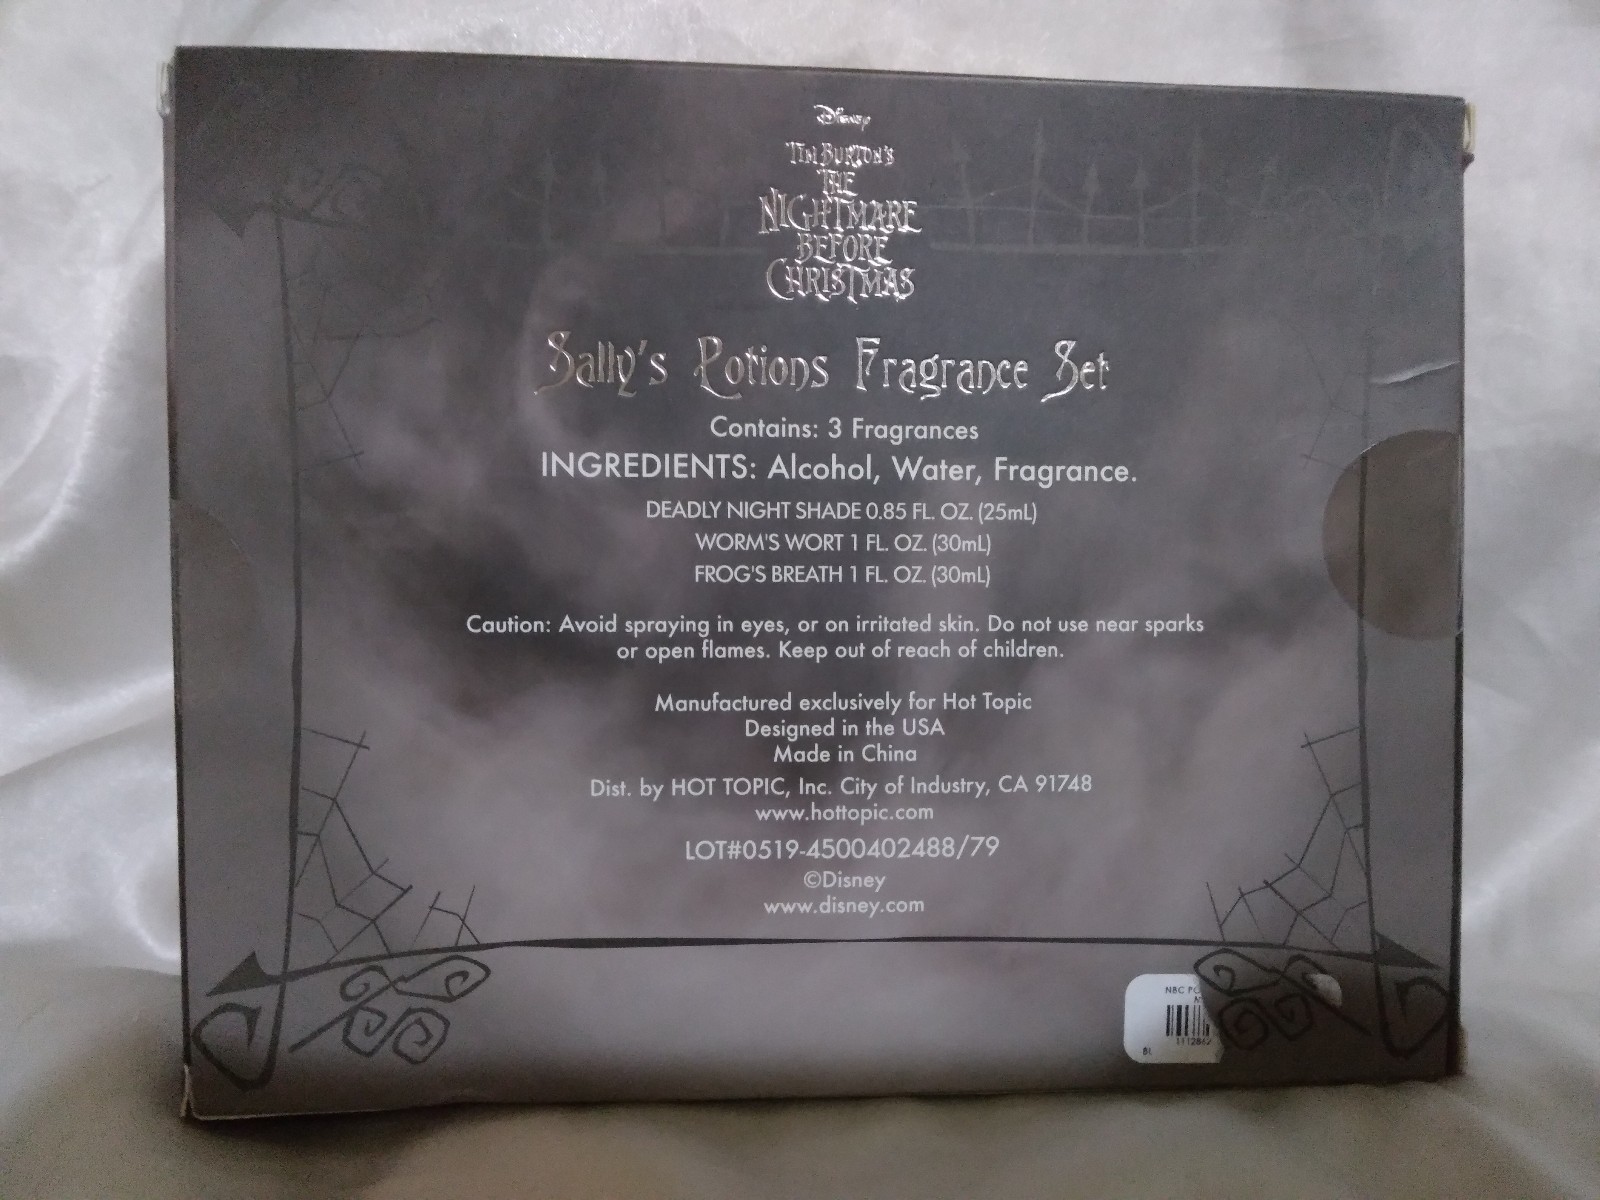 Disney
TIM BURTON'S
THE
NIGHTMARE
BEFORE
CHRISTMAS
Sally's Potions Fragrance Set
Contains: 3 Fragrances
INGREDIENTS: Alcohol, Water, Fragrance.
DEADLY NIGHT SHADE 0.85 FL. OZ. (25mL)
WORM'S WORT 1 FL. OZ. (30mL)
FROG'S BREATH 1 FL. OZ. (30mL)
Caution: Avoid spraying in eyes, or on irritated skin. Do not use near sparks
or open flames. Keep out of reach of children.
Manufactured exclusively for Hot Topic
Designed in the USA
Made in China
Dist. by HOT TOPIC, Inc. City of Industry, CA 91748
www.hottopic.com
LOT#0519-4500402488/79
©Disney
www.disney.com
NBC PO